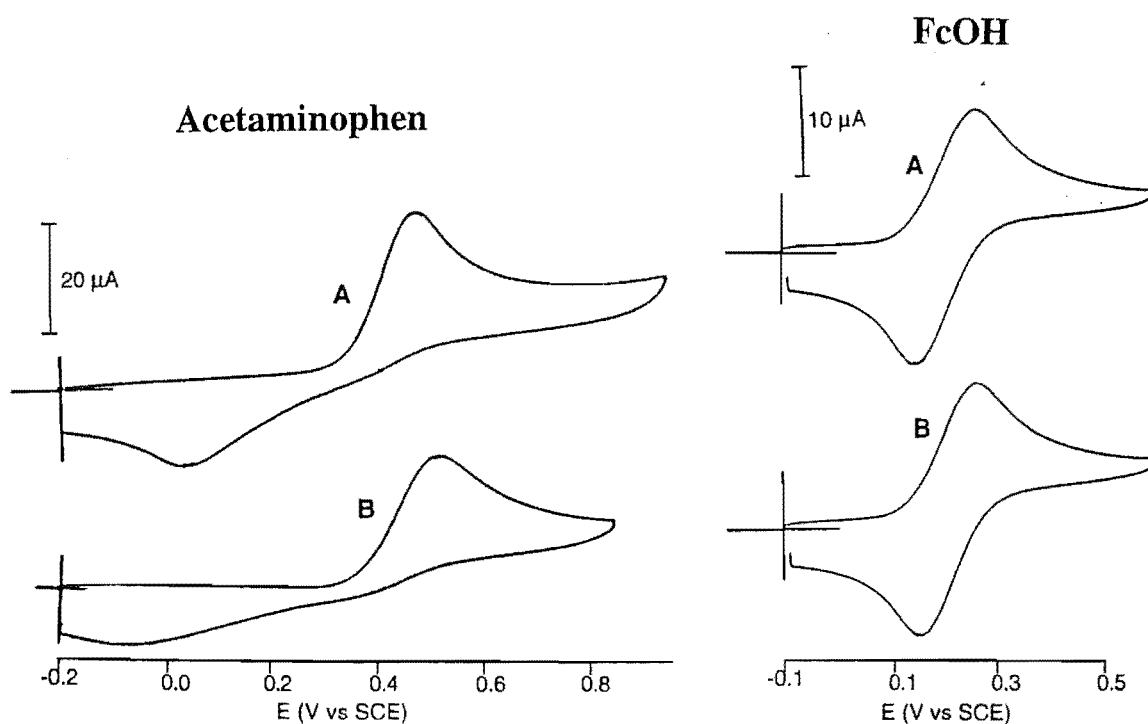 Acetaminophen
20 µA
A
B
-0.2 0.0 0.2 0.4 0.6 0.8
E (V vs SCE)
FcOH
10 µA
A
B
-0.1 0.1 0.3 0.5
E (V vs SCE)